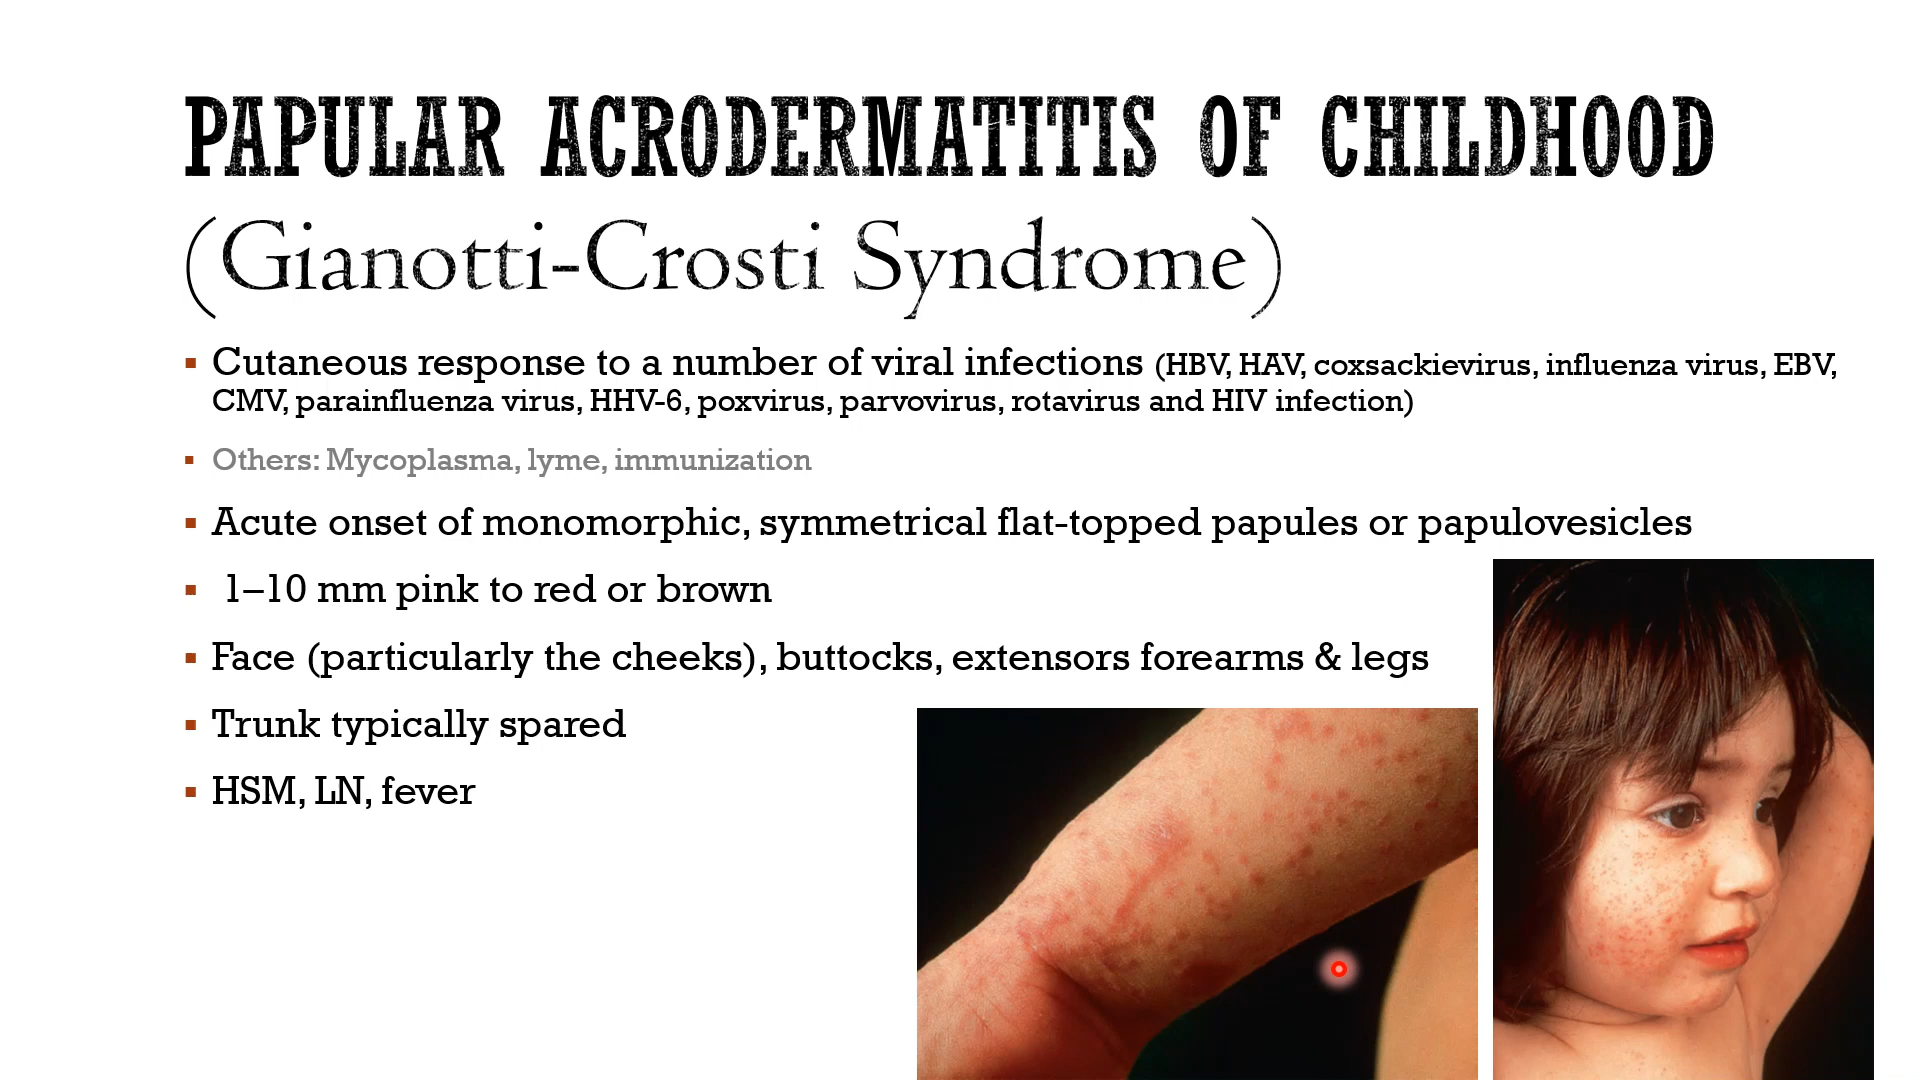 PAPULAR ACRODERMATITIS OF CHILDHOOD
(Gianotti-Crosti Syndrome)
▪ Cutaneous response to a number of viral infections (HBV, HAV, coxsackievirus, influenza virus, EBV,
CMV, parainfluenza virus, HHV-6, poxvirus, parvovirus, rotavirus and HIV infection)
▪ Others: Mycoplasma, lyme, immunization
▪ Acute onset of monomorphic, symmetrical flat-topped papules or papulovesicles
▪ 1–10 mm pink to red or brown
▪ Face (particularly the cheeks), buttocks, extensors forearms & legs
▪ Trunk typically spared
▪ HSM, LN, fever